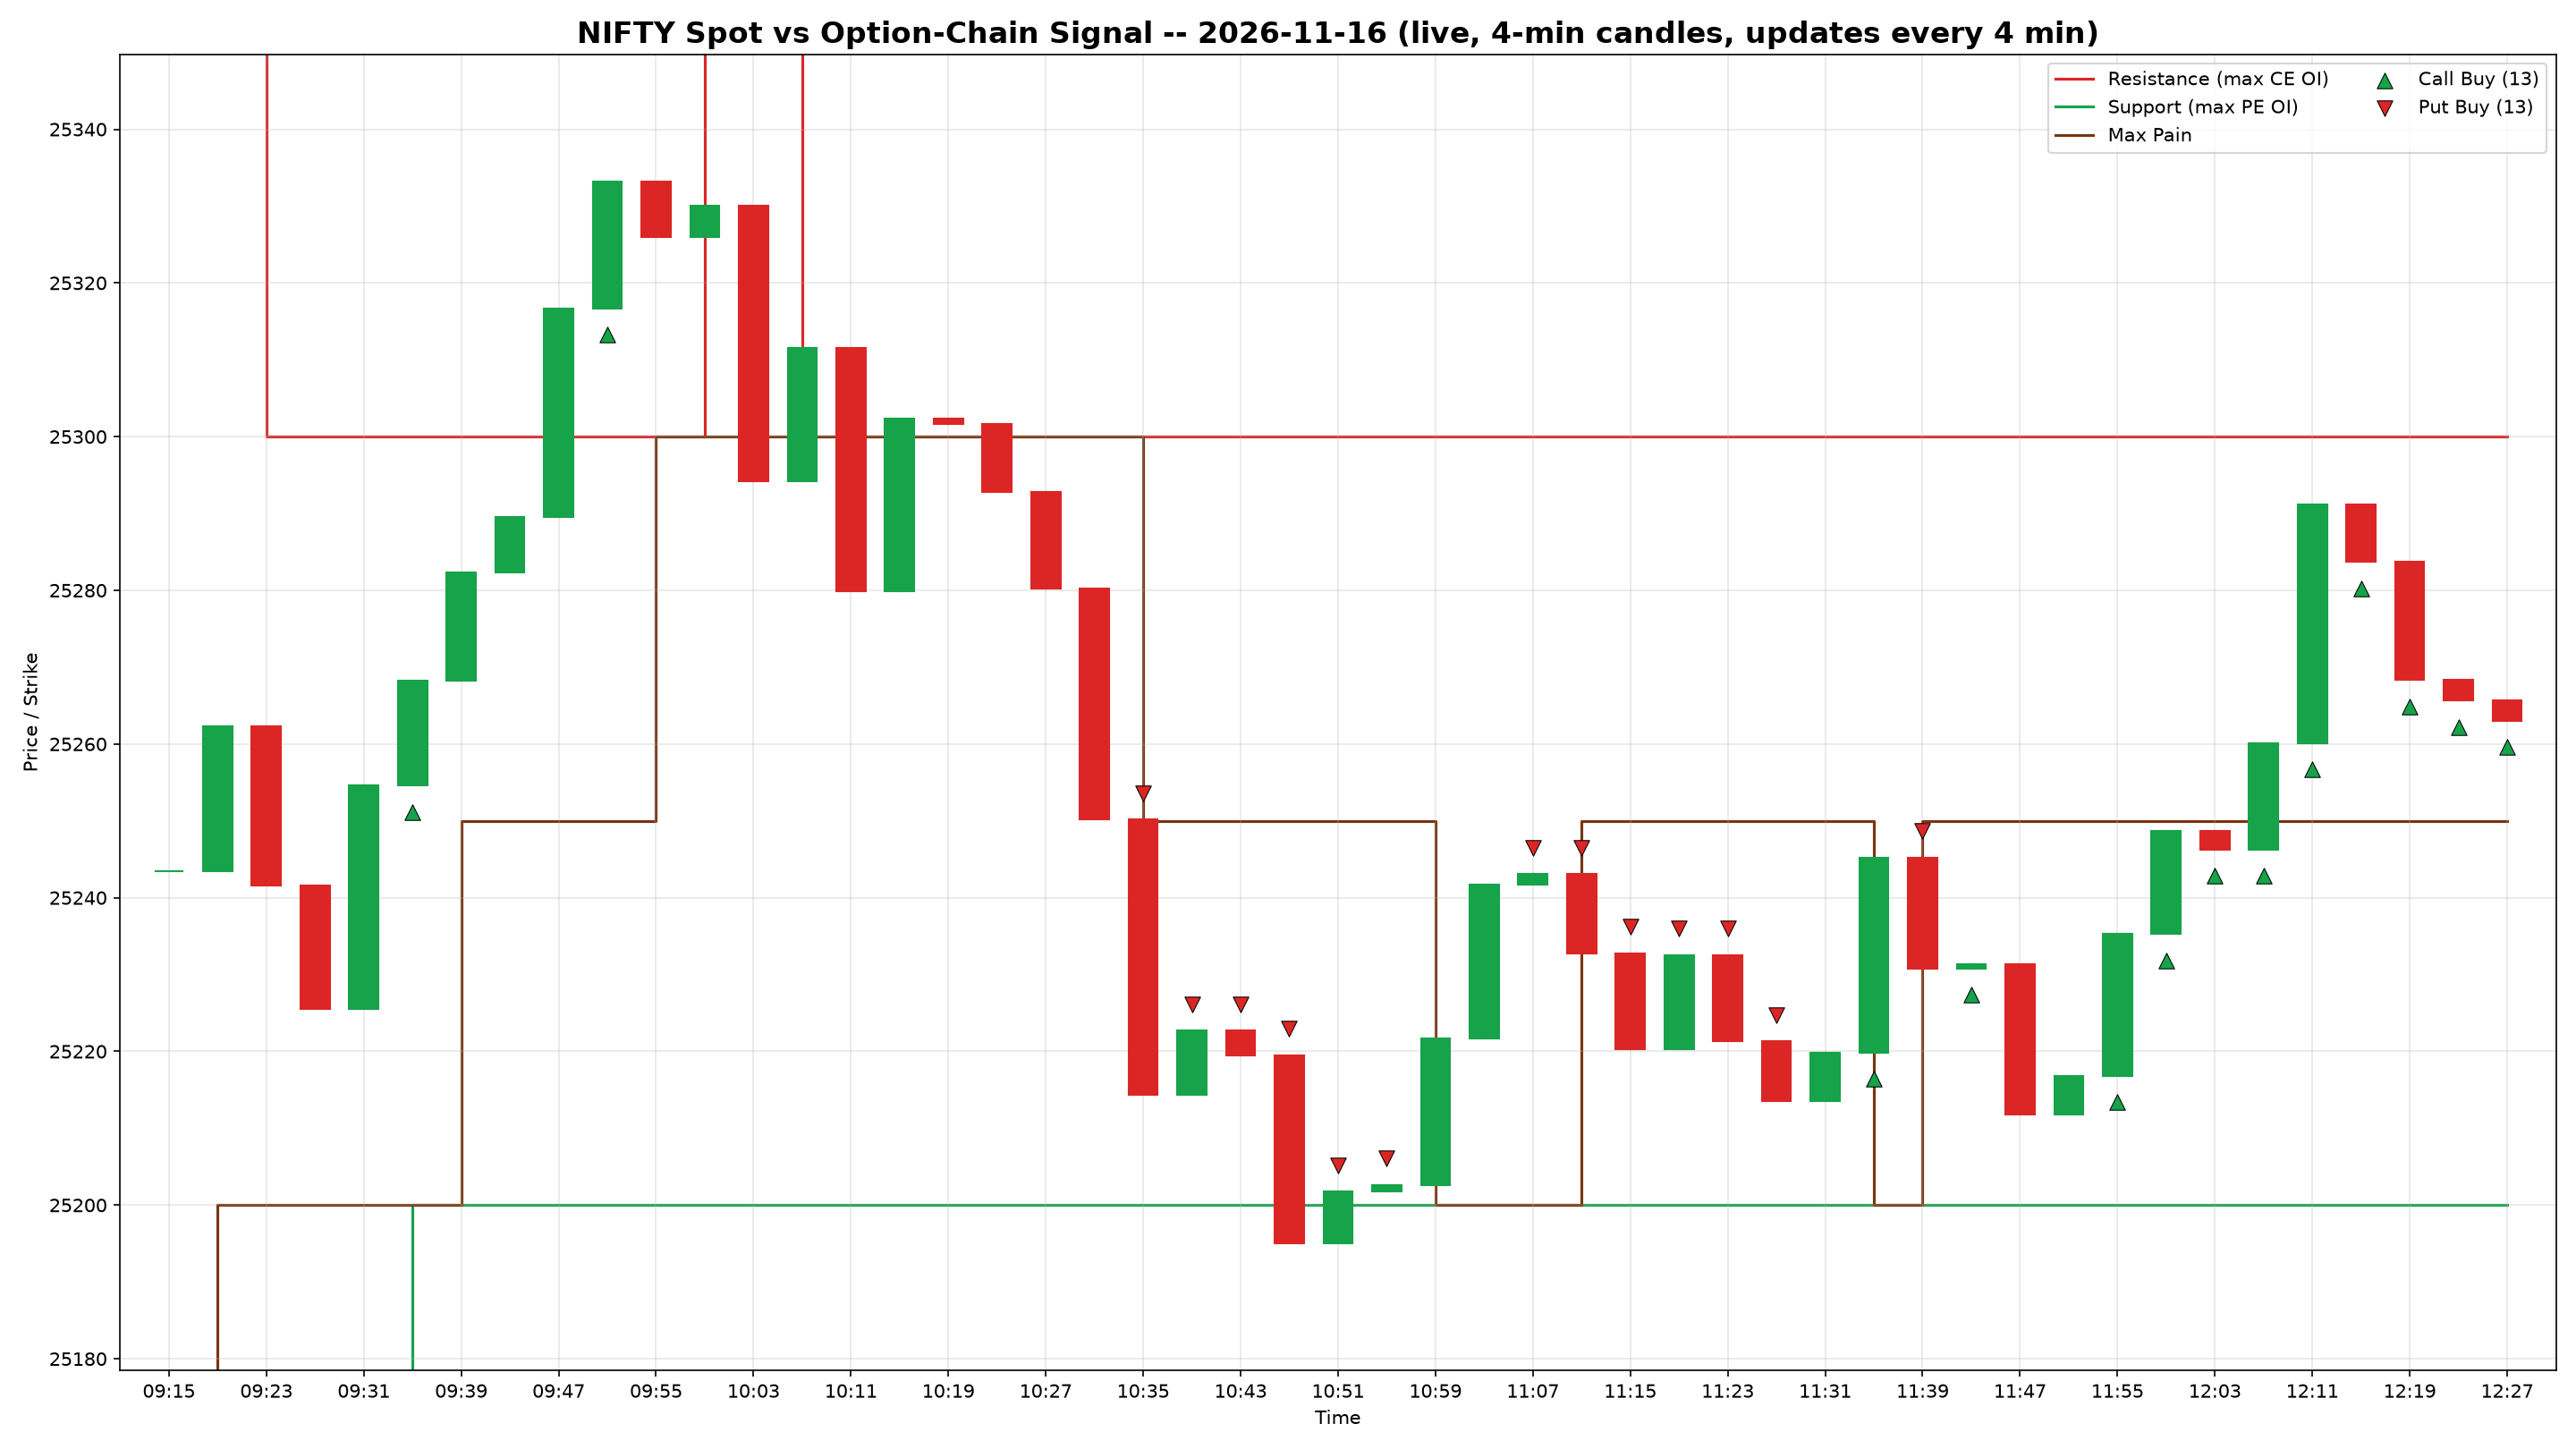 NIFTY Spot vs Option-Chain Signal -- 2026-11-16 (live, 4-min candles, updates every 4 min)
Resistance (max CE OI)
Support (max PE OI)
Max Pain
Call Buy (13)
Put Buy (13)
Price / Strike
25340
25320
25300
25280
25260
25240
25220
25200
25180
09:15 09:23 09:31 09:39 09:47 09:55 10:03 10:11 10:19 10:27 10:35 10:43 10:51 10:59 11:07 11:15 11:23 11:31 11:39 11:47 11:55 12:03 12:11 12:19 12:27
Time